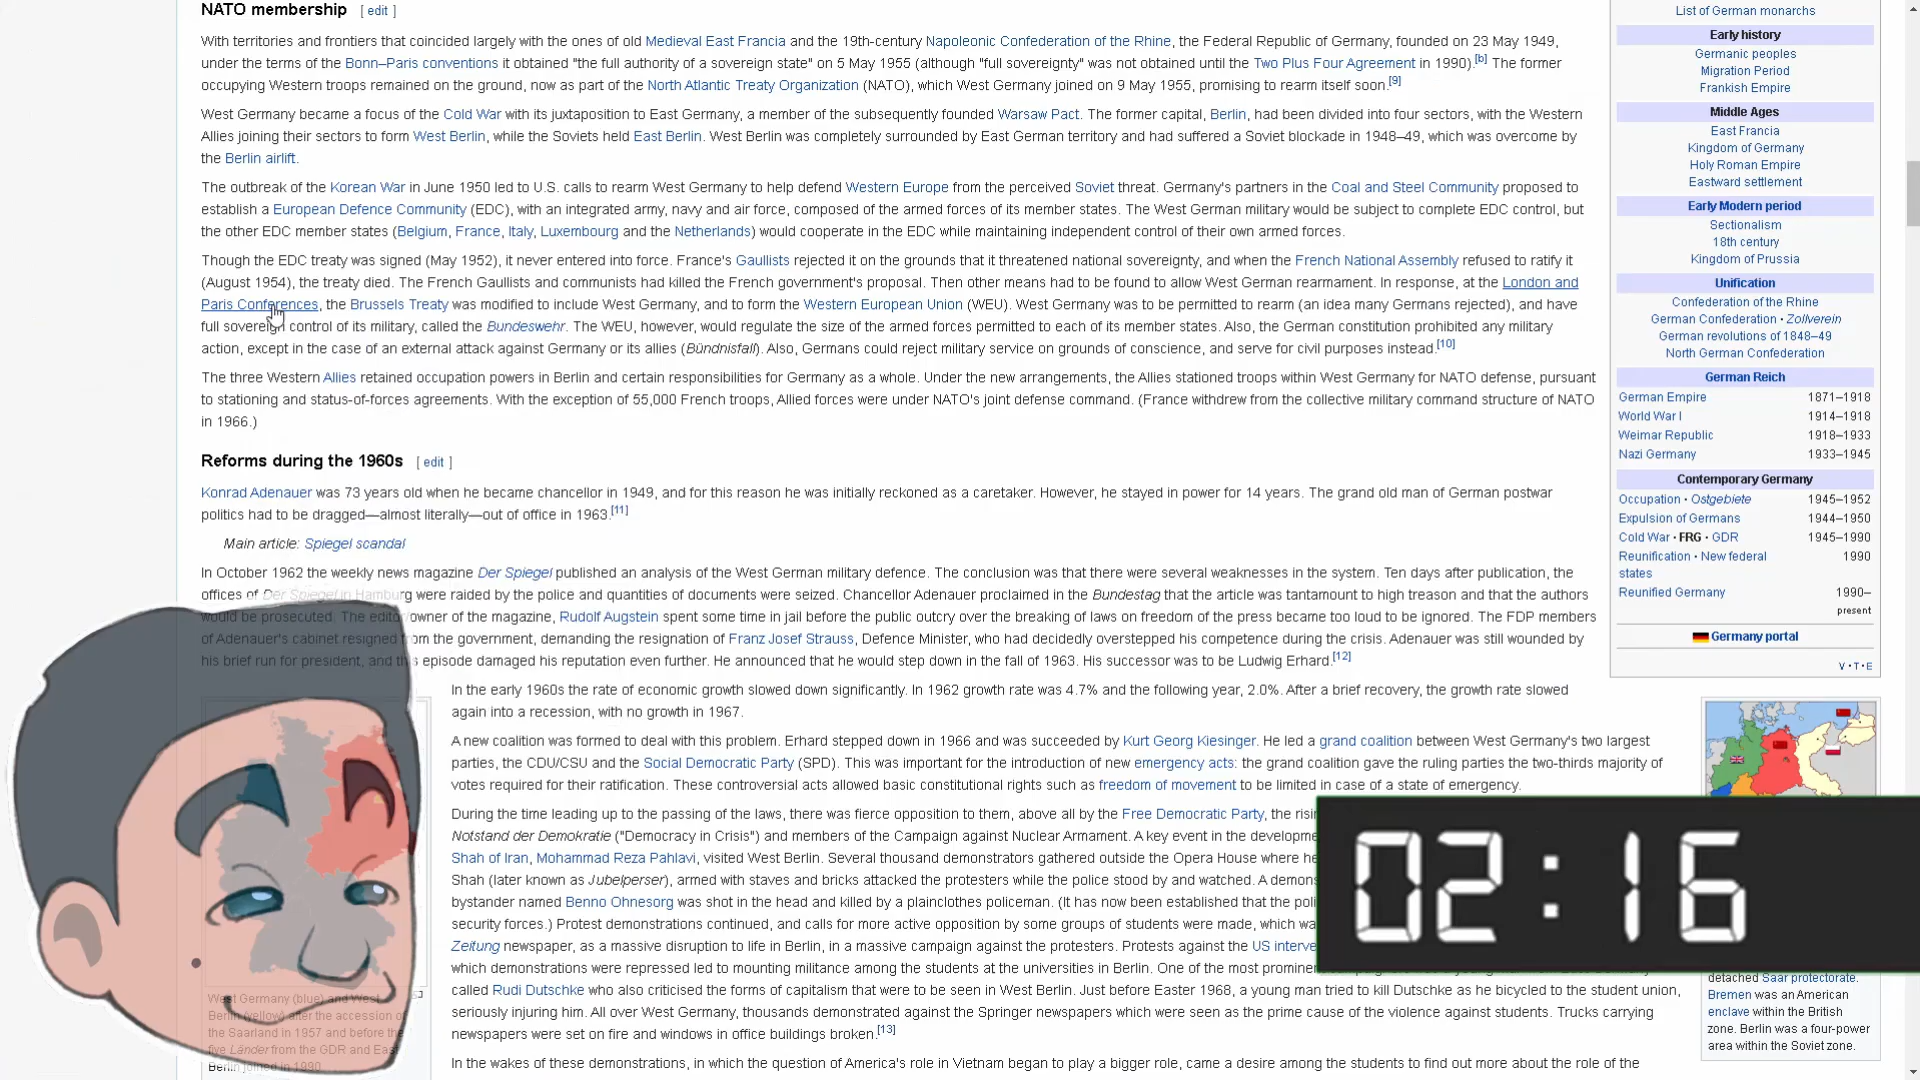 NATO membership [ edit ]
With territories and frontiers that coincided largely with the ones of old Medieval East Francia and the 19th-century Napoleonic Confederation of the Rhine, the Federal Republic of Germany, founded on 23 May 1949,
under the terms of the Bonn–Paris conventions it obtained "the full authority of a sovereign state" on 5 May 1955 (although "full sovereignty" was not obtained until the Two Plus Four Agreement in 1990).[b] The former
occupying Western troops remained on the ground, now as part of the North Atlantic Treaty Organization (NATO), which West Germany joined on 9 May 1955, promising to rearm itself soon.[9]
West Germany became a focus of the Cold War with its juxtaposition to East Germany, a member of the subsequently founded Warsaw Pact. The former capital, Berlin, had been divided into four sectors, with the Western
Allies joining their sectors to form West Berlin, while the Soviets held East Berlin. West Berlin was completely surrounded by East German territory and had suffered a Soviet blockade in 1948–49, which was overcome by
the Berlin airlift.
The outbreak of the Korean War in June 1950 led to U.S. calls to rearm West Germany to help defend Western Europe from the perceived Soviet threat. Germany's partners in the Coal and Steel Community proposed to
establish a European Defence Community (EDC), with an integrated army, navy and air force, composed of the armed forces of its member states. The West German military would be subject to complete EDC control, but
the other EDC member states (Belgium, France, Italy, Luxembourg and the Netherlands) would cooperate in the EDC while maintaining independent control of their own armed forces.
Though the EDC treaty was signed (May 1952), it never entered into force. France's Gaullists rejected it on the grounds that it threatened national sovereignty, and when the French National Assembly refused to ratify it
(August 1954), the treaty died. The French Gaullists and communists had killed the French government's proposal. Then other means had to be found to allow West German rearmament. In response, at the London and
Paris Conferences, the Brussels Treaty was modified to include West Germany, and to form the Western European Union (WEU). West Germany was to be permitted to rearm (an idea many Germans rejected), and have
full sovereign control of its military, called the Bundeswehr. The WEU, however, would regulate the size of the armed forces permitted to each of its member states. Also, the German constitution prohibited any military
action, except in the case of an external attack against Germany or its allies (Bündnisfall). Also, Germans could reject military service on grounds of conscience, and serve for civil purposes instead.[10]
The three Western Allies retained occupation powers in Berlin and certain responsibilities for Germany as a whole. Under the new arrangements, the Allies stationed troops within West Germany for NATO defense, pursuant
to stationing and status-of-forces agreements. With the exception of 55,000 French troops, Allied forces were under NATO's joint defense command. (France withdrew from the collective military command structure of NATO
in 1966.)
Reforms during the 1960s [ edit ]
Konrad Adenauer was 73 years old when he became chancellor in 1949, and for this reason he was initially reckoned as a caretaker. However, he stayed in power for 14 years. The grand old man of German postwar
politics had to be dragged—almost literally—out of office in 1963.[11]
Main article: Spiegel scandal
In October 1962 the weekly news magazine Der Spiegel published an analysis of the West German military defence. The conclusion was that there were several weaknesses in the system. Ten days after publication, the
offices of Der Spiegel in Hamburg were raided by the police and quantities of documents were seized. Chancellor Adenauer proclaimed in the Bundestag that the article was tantamount to high treason and that the authors
would be prosecuted. The editor/owner of the magazine, Rudolf Augstein spent some time in jail before the public outcry over the breaking of laws on freedom of the press became too loud to be ignored. The FDP members
of Adenauer's cabinet resigned from the government, demanding the resignation of Franz Josef Strauss, Defence Minister, who had decidedly overstepped his competence during the crisis. Adenauer was still wounded by
his brief run for president, and this episode damaged his reputation even further. He announced that he would step down in the fall of 1963. His successor was to be Ludwig Erhard.[12]
In the early 1960s the rate of economic growth slowed down significantly. In 1962 growth rate was 4.7% and the following year, 2.0%. After a brief recovery, the growth rate slowed
again into a recession, with no growth in 1967.
A new coalition was formed to deal with this problem. Erhard stepped down in 1966 and was succeeded by Kurt Georg Kiesinger. He led a grand coalition between West Germany's two largest
parties, the CDU/CSU and the Social Democratic Party (SPD). This was important for the introduction of new emergency acts: the grand coalition gave the ruling parties the two-thirds majority of
votes required for their ratification. These controversial acts allowed basic constitutional rights such as freedom of movement to be limited in case of a state of emergency.
During the time leading up to the passing of the laws, there was fierce opposition to them, above all by the Free Democratic Party, the
Notstand der Demokratie ("Democracy in Crisis") and members of the Campaign against Nuclear Armament. A key event in the
Shah of Iran, Mohammad Reza Pahlavi, visited West Berlin. Several thousand demonstrators gathered outside the Opera House where
Shah (later known as Jubelperser), armed with staves and bricks attacked the protesters while the police stood by and watched. A
bystander named Benno Ohnesorg was shot in the head and killed by a plainclothes policeman. (It has now been established that the
security forces.) Protest demonstrations continued, and calls for more active opposition by some groups of students were made, which
Zeitung newspaper, as a massive disruption to life in Berlin, in a massive campaign against the protesters. Protests against the US
which demonstrations were repressed led to mounting militance among the students at the universities in Berlin. One of the most
called Rudi Dutschke who also criticised the forms of capitalism that were to be seen in West Berlin. Just before Easter 1968, a young man tried to kill Dutschke as he bicycled to the student union,
seriously injuring him. All over West Germany, thousands demonstrated against the Springer newspapers which were seen as the prime cause of the violence against students. Trucks carrying
newspapers were set on fire and windows in office buildings broken.[13]
In the wakes of these demonstrations, in which the question of America's role in Vietnam began to play a bigger role, came a desire among the students to find out more about the role of the
West Germany (blue) and West
Berlin (yellow) after the accession of
the Saarland in 1957 and before the
five Länder from the GDR and East
Berlin joined in 1990
List of German monarchs
Early history
Germanic peoples
Migration Period
Frankish Empire
Middle Ages
East Francia
Kingdom of Germany
Holy Roman Empire
Eastward settlement
Early Modern period
Sectionalism
18th century
Kingdom of Prussia
Unification
Confederation of the Rhine
German Confederation • Zollverein
German revolutions of 1848–49
North German Confederation
German Reich
German Empire 1871–1918
World War I 1914–1918
Weimar Republic 1918–1933
Nazi Germany 1933–1945
Contemporary Germany
Occupation • Ostgebiete 1945–1952
Expulsion of Germans 1944–1950
Cold War • FRG • GDR 1945–1990
Reunification • New federal 1990
states
Reunified Germany 1990–
present
Germany portal
V • T • E
02:16
detached Saar protectorate.
Bremen was an American
enclave within the British
zone. Berlin was a four-power
area within the Soviet zone.